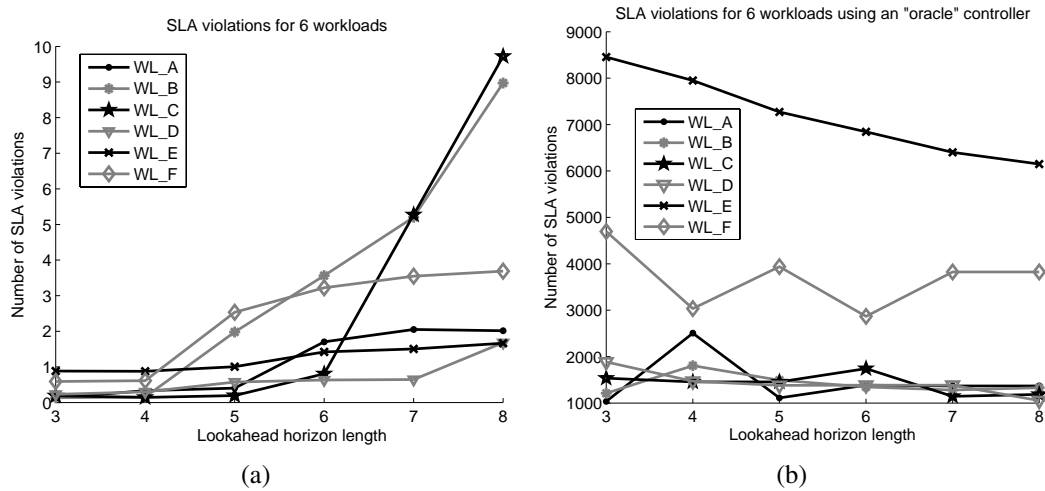 SLA violations for 6 workloads
10
9
8
7
6
5
4
3
2
1
0
Number of SLA violations
WL_A
WL_B
WL_C
WL_D
WL_E
WL_F
3 4 5 6 7 8
Lookahead horizon length
(a)
SLA violations for 6 workloads using an "oracle" controller
9000
8000
7000
6000
5000
4000
3000
2000
1000
Number of SLA violations
WL_A
WL_B
WL_C
WL_D
WL_E
WL_F
3 4 5 6 7 8
Lookahead horizon length
(b)